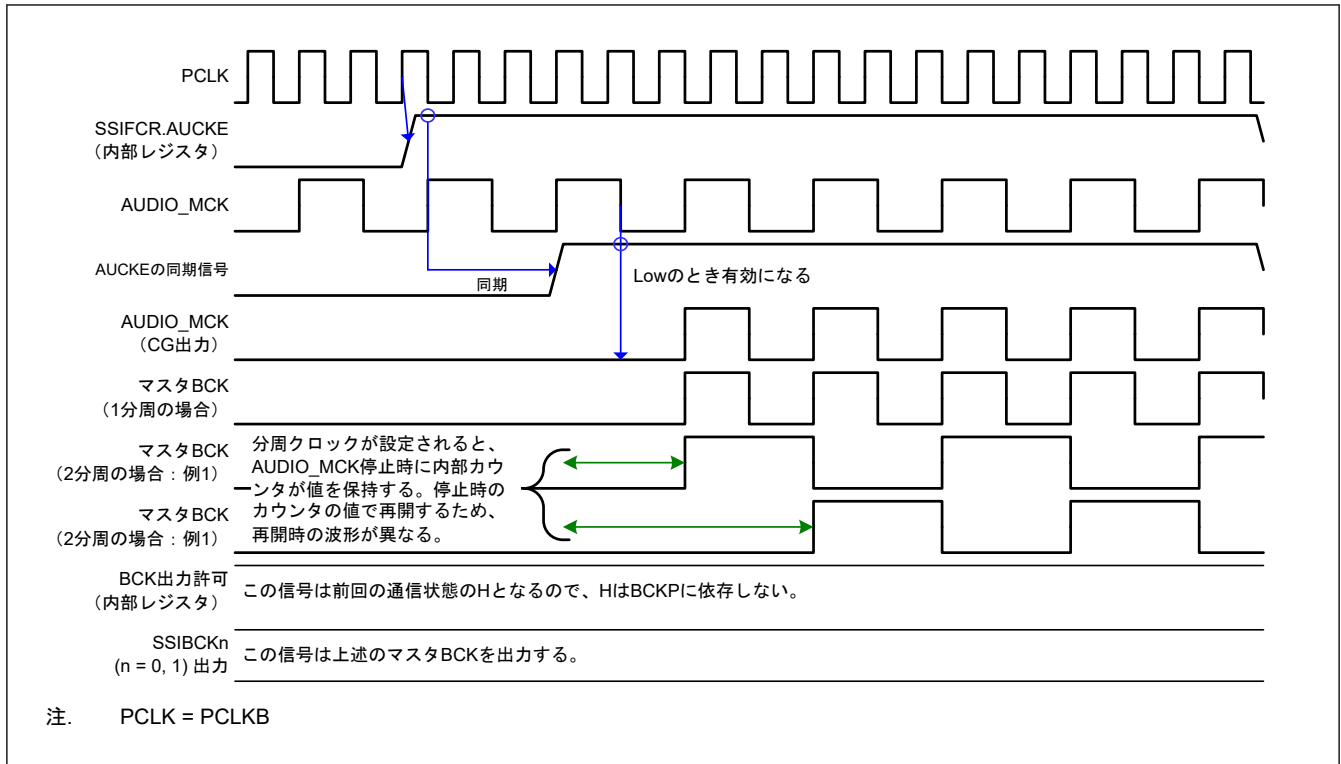 PCLK
SSIFCR.AUCKE
（内部レジスタ）
AUDIO_MCK
AUCKEの同期信号
同期
Lowのとき有効になる
AUDIO_MCK
（CG出力）
マスタBCK
（1分周の場合）
マスタBCK
（2分周の場合：例1）
分周クロックが設定されると、
AUDIO_MCK停止時に内部カウ
ンタが値を保持する。停止時の
カウンタの値で再開するため、
再開時の波形が異なる。
マスタBCK
（2分周の場合：例1）
BCK出力許可
（内部レジスタ）
この信号は前回の通信状態のHとなるので、HはBCKPに依存しない。
SSIBCKn
(n = 0, 1) 出力
この信号は上述のマスタBCKを出力する。
注. PCLK = PCLKB